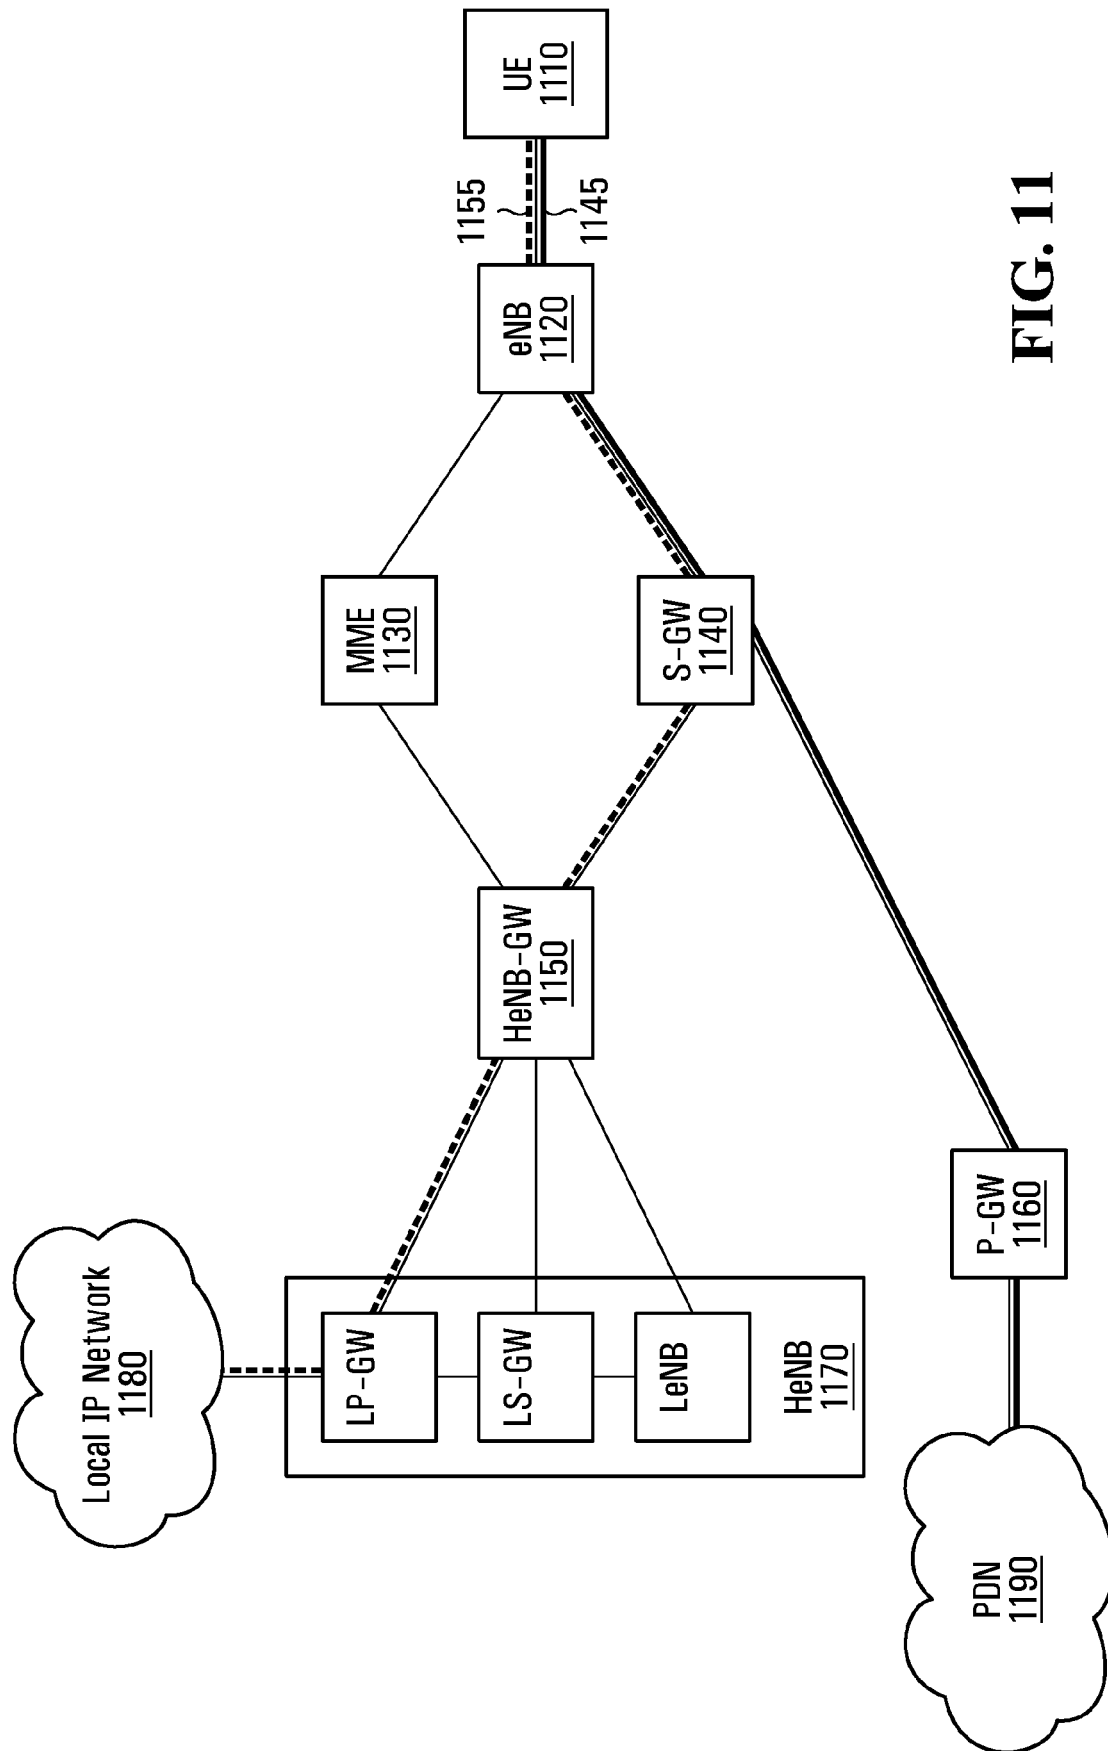 Local IP Network
1180
PDN
1190
LP-GW
LS-GW
LeNB
HeNB
1170
P-GW
1160
HeNB-GW
1150
MME
1130
S-GW
1140
eNB
1120
1155
1145
UE
1110
FIG. 11